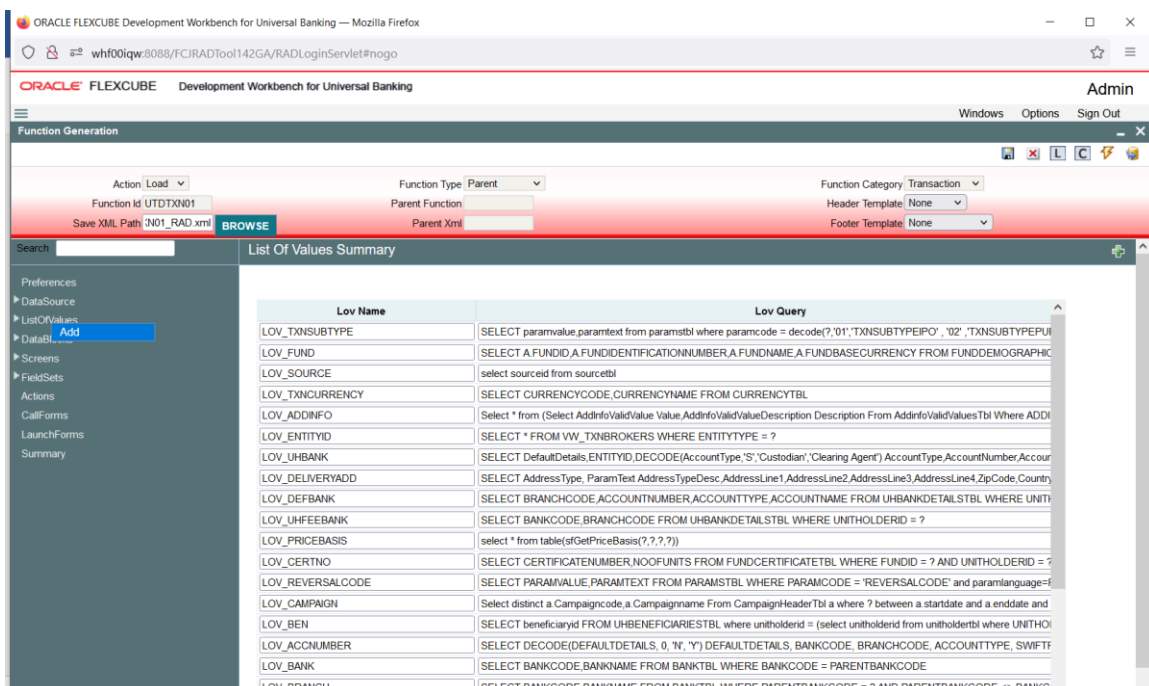 ORACLE FLEXCUBE Development Workbench for Universal Banking — Mozilla Firefox
whf00iqw:8088/FCJRADTool142GA/RADLoginServlet#nogo
ORACLE FLEXCUBE Development Workbench for Universal Banking Admin
Windows Options Sign Out
Function Generation
L C
Action Load Function Type Parent Function Category Transaction
Function Id UTDTXN01 Parent Function Header Template None
Save XML Path N01_RAD.xml BROWSE Parent Xml Footer Template None
Search List Of Values Summary
Preferences
DataSource
ListOfValues
Add
Screens
FieldSets
Actions
CallForms
LaunchForms
Summary
Lov Name Lov Query
LOV_TXNSUBTYPE SELECT paramvalue,paramtext from paramstbl where paramcode = decode(?,'01','TXNSUBTYPEIPO' , '02' ,'TXNSUBTYPEPU
LOV_FUND SELECT A.FUNDID,A.FUNDIDENTIFICATIONNUMBER,A.FUNDNAME,A.FUNDBASECURRENCY FROM FUNDDEMOGRAPHIC
LOV_SOURCE select sourceid from sourcetbl
LOV_TXNCURRENCY SELECT CURRENCYCODE,CURRENCYNAME FROM CURRENCYTBL
LOV_ADDINFO Select * from (Select AddInfoValidValue Value,AddInfoValidValueDescription Description From AddinfoValidValuesTbl Where ADDI
LOV_ENTITYID SELECT * FROM VW_TXNBROKERS WHERE ENTITYTYPE = ?
LOV_UHBANK SELECT DefaultDetails,ENTITYID,DECODE(AccountType,'S','Custodian','Clearing Agent') AccountType,AccountNumber,Accour
LOV_DELIVERYADD SELECT AddressType, ParamText AddressTypeDesc,AddressLine1,AddressLine2,AddressLine3,AddressLine4,ZipCode,Country
LOV_DEFBANK SELECT BRANCHCODE,ACCOUNTNUMBER,ACCOUNTTYPE,ACCOUNTNAME FROM UHBANKDETAILSTBL WHERE UNITH
LOV_UHFEEBANK SELECT BANKCODE,BRANCHCODE FROM UHBANKDETAILSTBL WHERE UNITHOLDERID = ?
LOV_PRICEBASIS select * from table(sfGetPriceBasis(?,?,?,?))
LOV_CERTNO SELECT CERTIFICATENUMBER,NOOFUNITS FROM FUNDCERTIFICATETBL WHERE FUNDID = ? AND UNITHOLDERID = ?
LOV_REVERSALCODE SELECT PARAMVALUE,PARAMTEXT FROM PARAMSTBL WHERE PARAMCODE = 'REVERSALCODE' and paramlanguage=
LOV_CAMPAIGN Select distinct a.Campaigncode,a.Campaignname From CampaignHeaderTbl a where ? between a.startdate and a.enddate and
LOV_BEN SELECT beneficiaryid FROM UHBENEFICIARIESTBL where unitholderid = (select unitholderid from unitholdertbl where UNITHO
LOV_ACCNUMBER SELECT DECODE(DEFAULTDETAILS, 0, 'N', 'Y') DEFAULTDETAILS, BANKCODE, BRANCHCODE, ACCOUNTTYPE, SWIFTF
LOV_BANK SELECT BANKCODE,BANKNAME FROM BANKTBL WHERE BANKCODE = PARENTBANKCODE